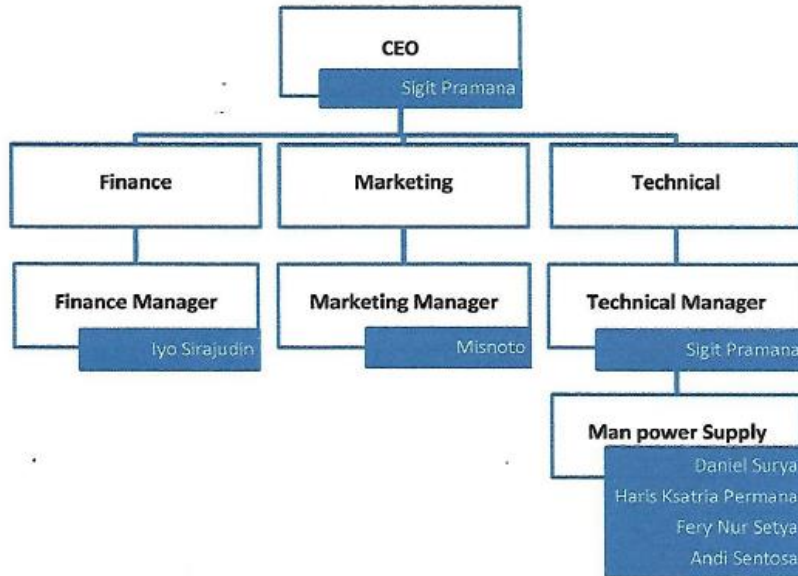 CEO
Sigit Pramana
Finance
Marketing
Technical
Finance Manager
Iyo Sirajudin
Marketing Manager
Misnoto
Technical Manager
Sigit Pramana
Man power Supply
Daniel Surya
Haris Ksatria Permana
Fery Nur Setya
Andi Sentosa